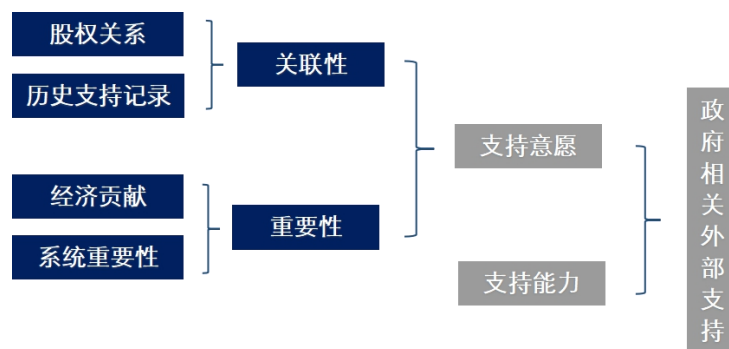 股权关系
历史支持记录
关联性
经济贡献
系统重要性
重要性
支持意愿
支持能力
政府相关外部支持